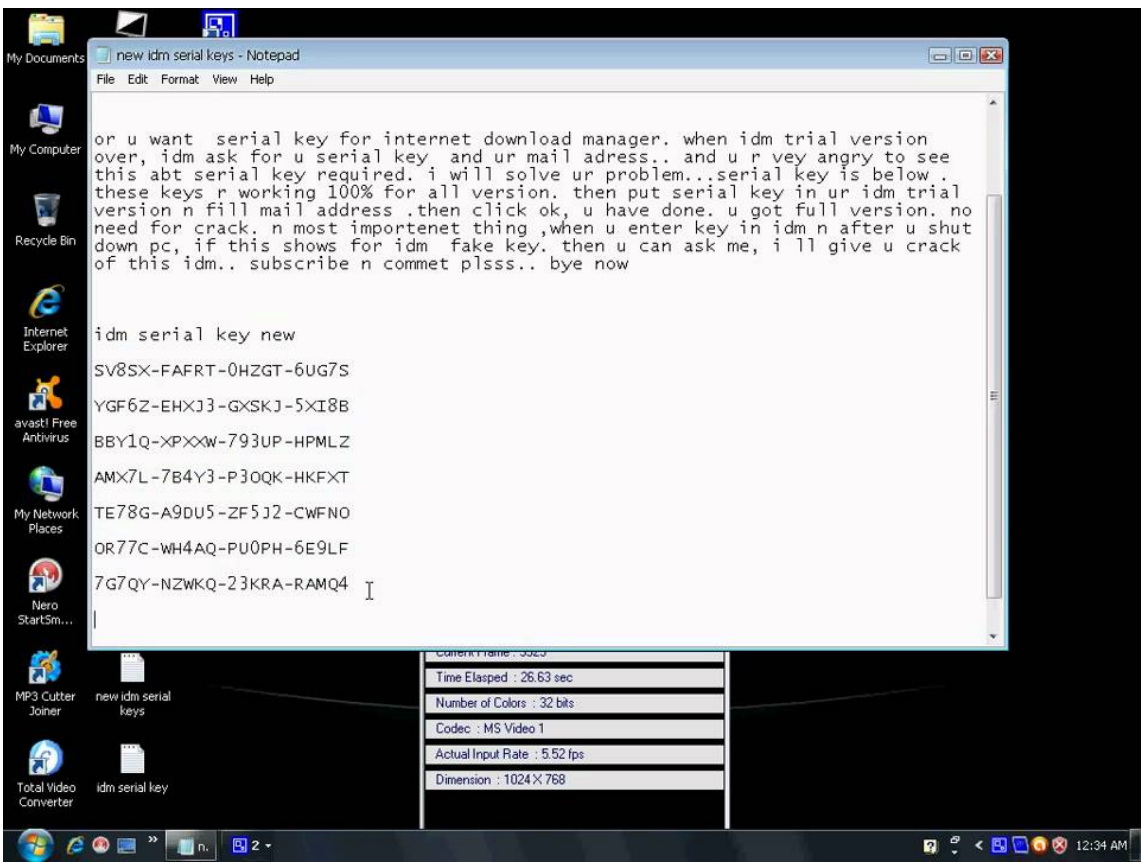 My Documents
new idm serial keys - Notepad
File Edit Format View Help
or u want serial key for internet download manager. when idm trial version
over, idm ask for u serial key and ur mail adress.. and u r vey angry to see
this abt serial key required. i will solve ur problem...serial key is below .
these keys r working 100% for all version. then put serial key in ur idm trial
version n fill mail address .then click ok, u have done. u got full version. no
need for crack. n most importenet thing ,when u enter key in idm n after u shut
down pc, if this shows for idm fake key. then u can ask me, i ll give u crack
of this idm.. subscribe n commet plsss.. bye now
idm serial key new
SV8SX-FAFRT-0HZGT-6UG7S
YGF6Z-EHXJ3-GXSKJ-5XI8B
BBY1Q-XPXXW-793UP-HPMLZ
AMX7L-7B4Y3-P3OQK-HKFXT
TE78G-A9DU5-ZF5J2-CWFNO
OR77C-WH4AQ-PU0PH-6E9LF
7G7QY-NZWKQ-23KRA-RAMQ4
My Computer
Recycle Bin
Internet
Explorer
avast! Free
Antivirus
My Network
Places
Nero
StartSm...
MP3 Cutter
Joiner
new idm serial
keys
Total Video
Converter
idm serial key
Time Elasped : 26.63 sec
Number of Colors : 32 bits
Codec : MS Video 1
Actual Input Rate : 5.52 fps
Dimension : 1024 X 768
n.
2
12:34 AM